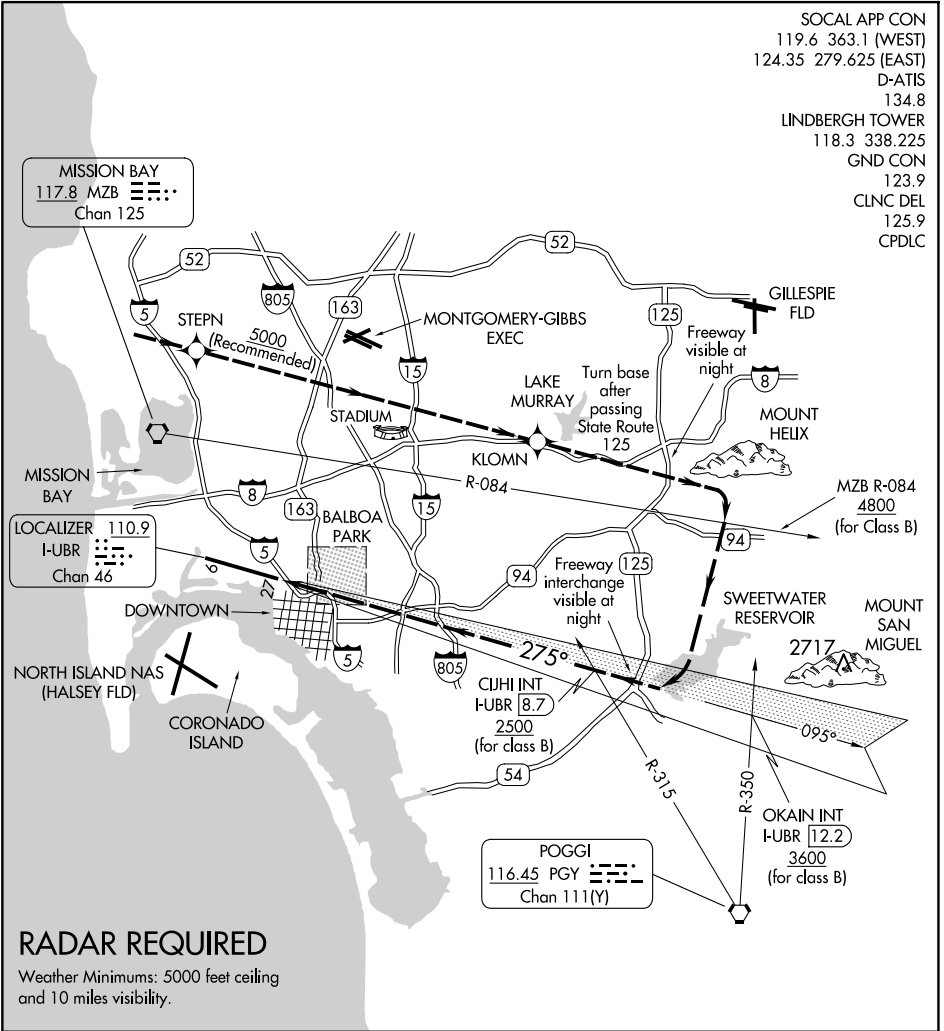 SOCAL APP CON
119.6 363.1 (WEST)
124.35 279.625 (EAST)
D-ATIS
134.8
LINDBERGH TOWER
118.3 338.225
GND CON
123.9
CLNC DEL
125.9
CPDLC
MISSION BAY
117.8 MZB
Chan 125
52
52
5
805
163
125
GILLESPIE
FLD
STEPN
5000
(Recommended)
MONTGOMERY-GIBBS
EXEC
15
Freeway
visible at
night
LAKE
MURRAY
Turn base
after
passing
State Route
125
8
STADIUM
MOUNT
HELIX
KLOMN
MISSION
BAY
R-084
MZB R-084
4800
(for Class B)
8
163
15
BALBOA
PARK
94
LOCALIZER 110.9
I-UBR
Chan 46
5
9
27
94
125
Freeway
interchange
visible at
night
DOWNTOWN
SWEETWATER
RESERVOIR
MOUNT
SAN
MIGUEL
2717
5
805
275°
NORTH ISLAND NAS
(HALSEY FLD)
CORONADO
ISLAND
CIJHI INT
I-UBR 8.7
2500
(for class B)
095°
54
R-315
R-350
OKAIN INT
I-UBR 12.2
3600
(for class B)
POGGI
116.45 PGY
Chan 111(Y)
RADAR REQUIRED
Weather Minimums: 5000 feet ceiling
and 10 miles visibility.